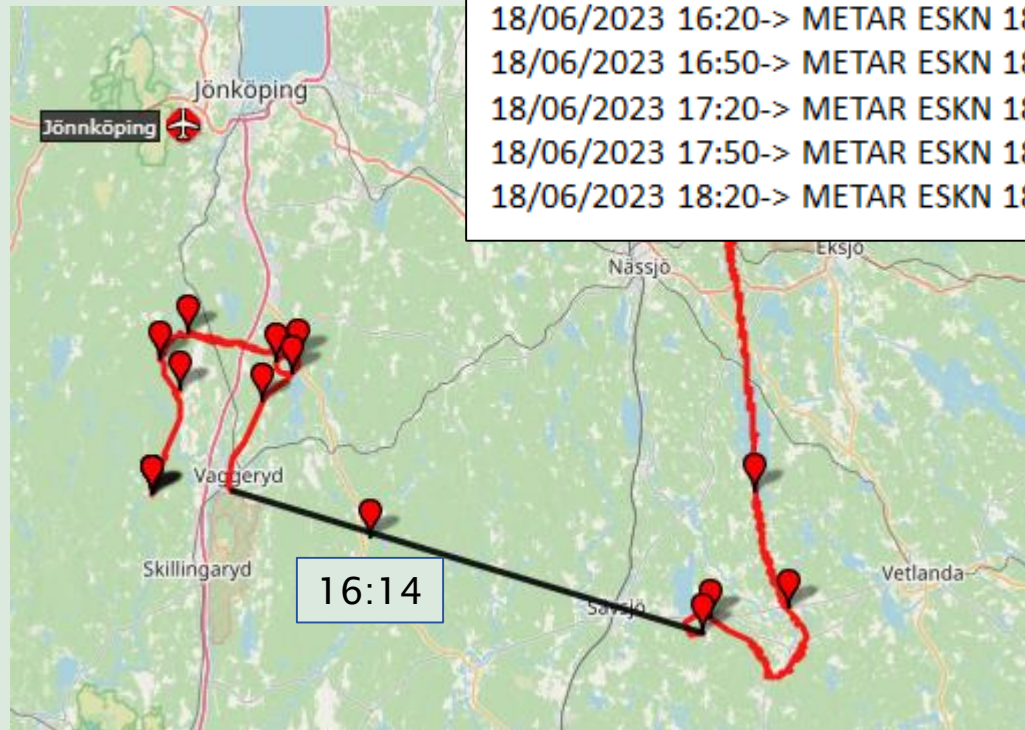 18/06/2023 16:20-> METAR ESKN 18
18/06/2023 16:50-> METAR ESKN 18
18/06/2023 17:20-> METAR ESKN 18
18/06/2023 17:50-> METAR ESKN 18
18/06/2023 18:20-> METAR ESKN 18
Jönköping
Jönnköping
Eksjö
Nässjö
Vaggeryd
Skillingaryd
16:14
Sävsjö
Vetlanda